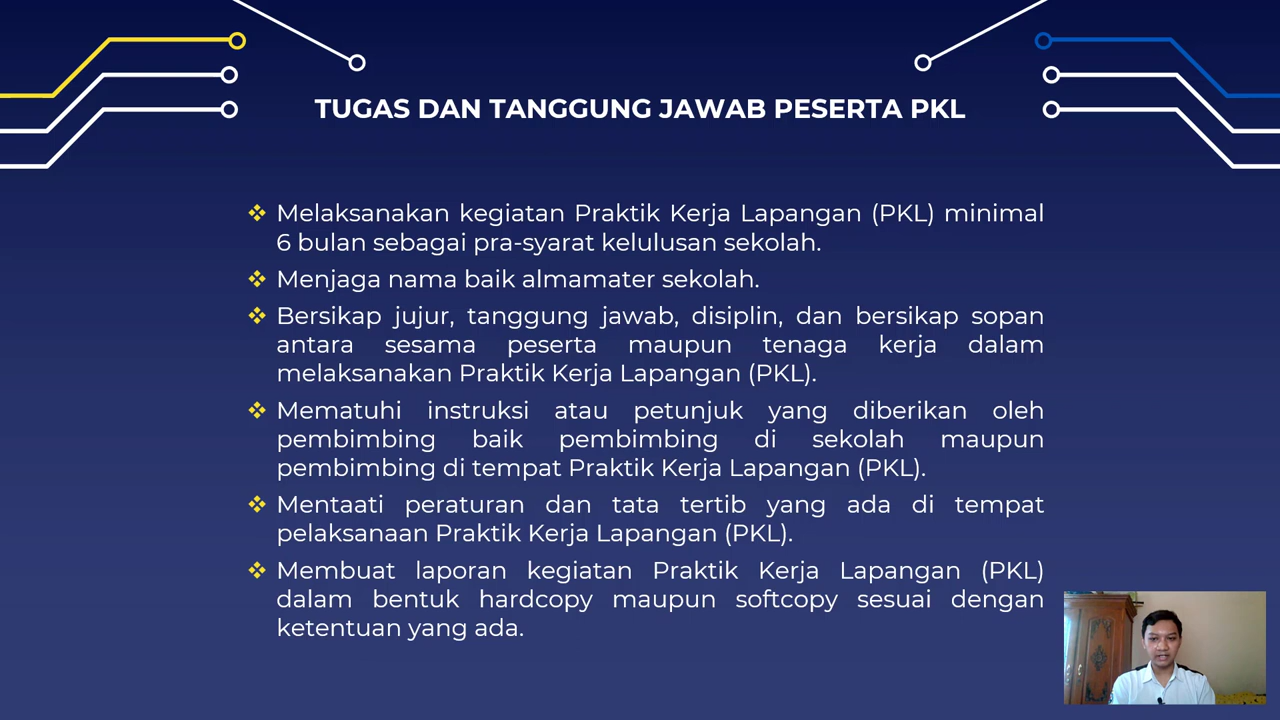 TUGAS DAN TANGGUNG JAWAB PESERTA PKL
❖ Melaksanakan kegiatan Praktik Kerja Lapangan (PKL) minimal
6 bulan sebagai pra-syarat kelulusan sekolah.
❖ Menjaga nama baik almamater sekolah.
❖ Bersikap jujur, tanggung jawab, disiplin, dan bersikap sopan
antara sesama peserta maupun tenaga kerja dalam
melaksanakan Praktik Kerja Lapangan (PKL).
❖ Mematuhi instruksi atau petunjuk yang diberikan oleh
pembimbing baik pembimbing di sekolah maupun
pembimbing di tempat Praktik Kerja Lapangan (PKL).
❖ Mentaati peraturan dan tata tertib yang ada di tempat
pelaksanaan Praktik Kerja Lapangan (PKL).
❖ Membuat laporan kegiatan Praktik Kerja Lapangan (PKL)
dalam bentuk hardcopy maupun softcopy sesuai dengan
ketentuan yang ada.